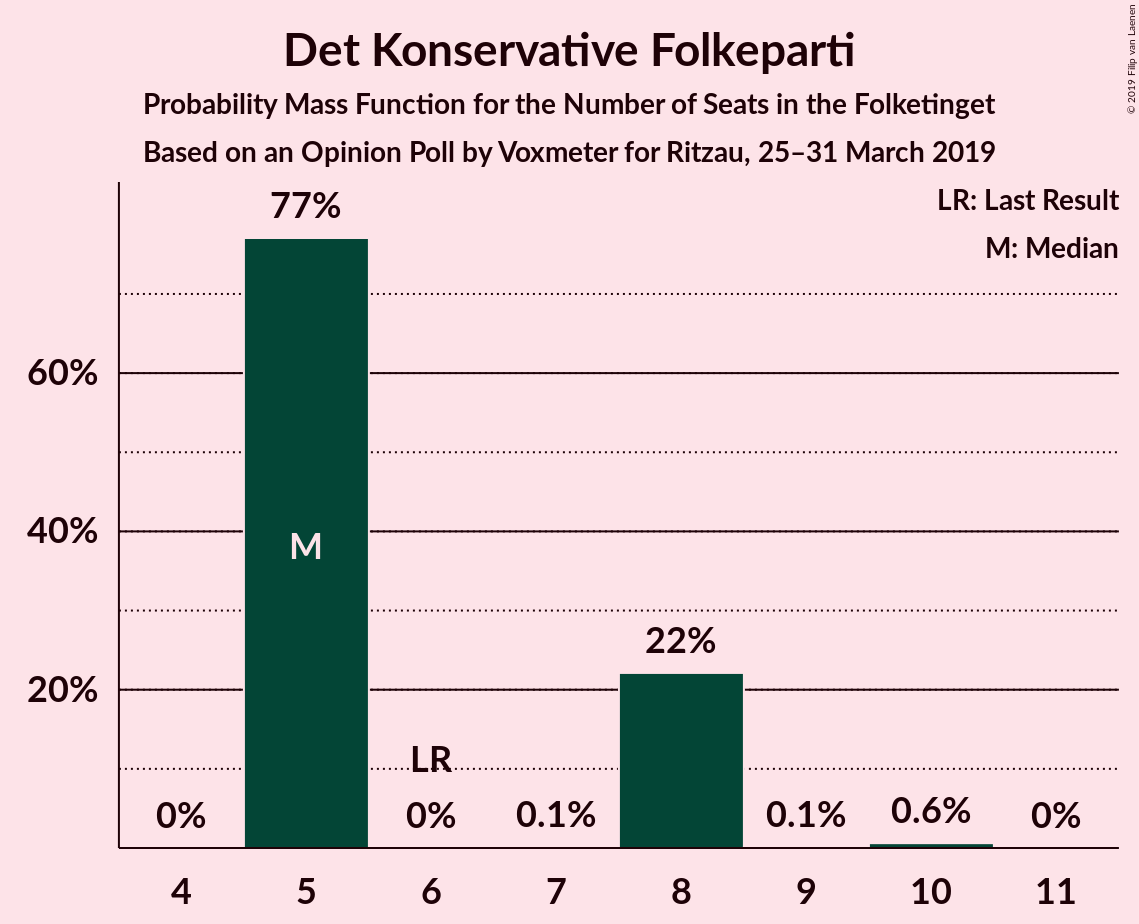 Det Konservative Folkeparti
Probability Mass Function for the Number of Seats in the Folketinget
Based on an Opinion Poll by Voxmeter for Ritzau, 25–31 March 2019
© 2019 Filip van Laenen
LR: Last Result
M: Median
77%
60%
40%
20%
M
22%
LR
0%
0%
0.1%
0.1%
0.6%
0%
4 5 6 7 8 9 10 11